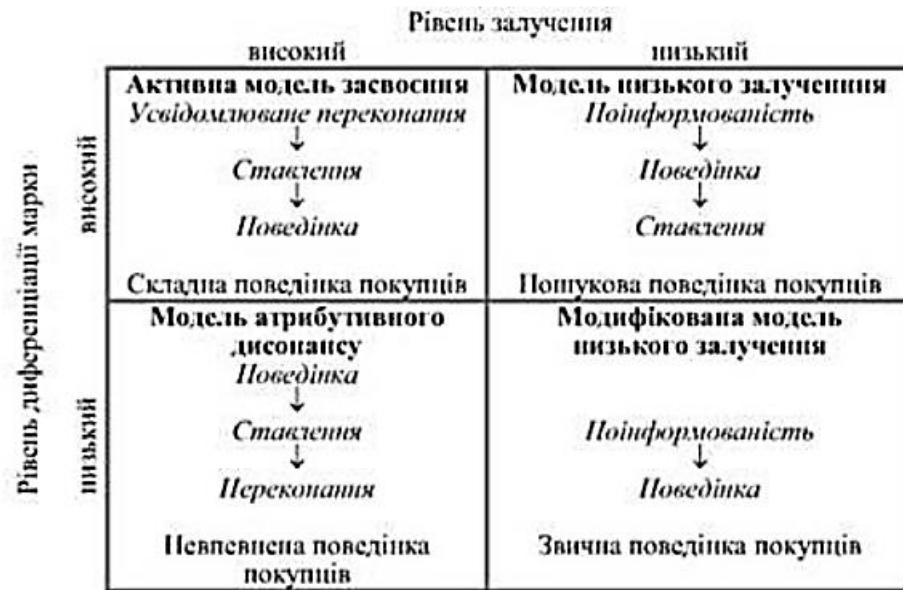 Рівень залучення
високий
низький
Рівень диференціації марки
високий
Активна модель засвоєння
Усвідомлюване переконання
↓
Ставлення
↓
Поведінка
Складна поведінка покупців
Модель низького залученння
Поінформованість
↓
Поведінка
↓
Ставлення
Пошукова поведінка покупців
низький
Модель атрибутивного
дисонансу
Поведінка
↓
Ставлення
↓
Переконання
Невпевнена поведінка
покупців
Модифікована модель
низького залучення
Поінформованість
↓
Поведінка
Звична поведінка покупців